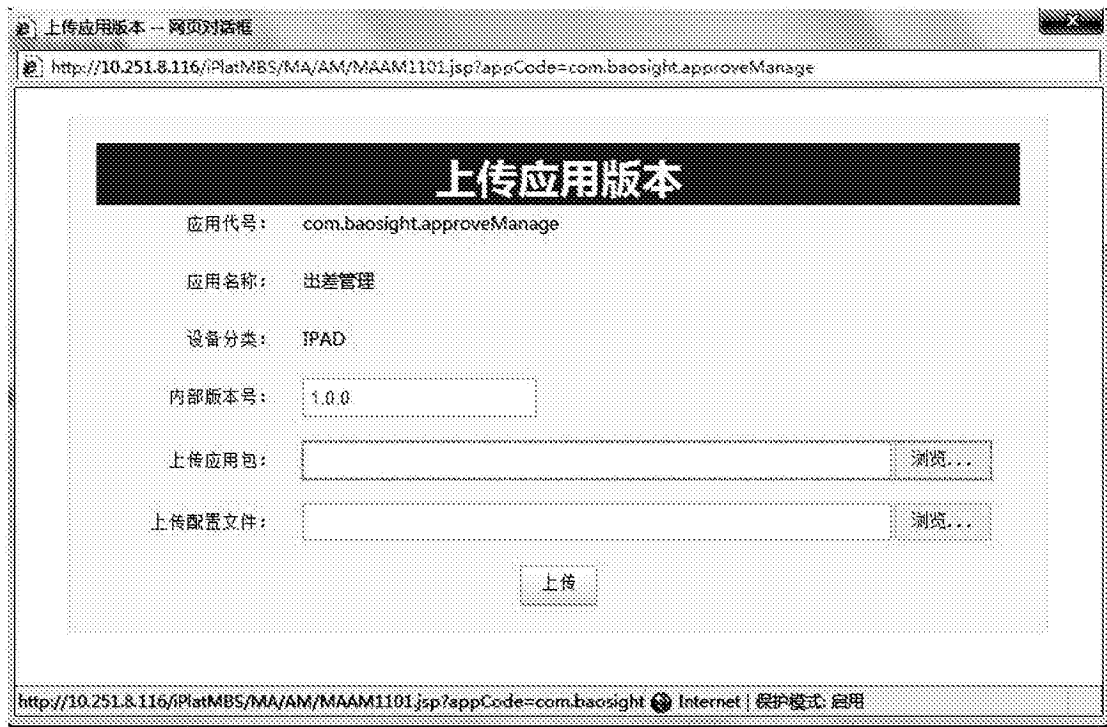 上传应用版本 -- 网页对话框
http://10.251.8.116/iPlatMBS/MA/AM/MAAM1101.jsp?appCode=com.baosight.approveManage
上传应用版本
应用代号： com.baosight.approveManage
应用名称： 出差管理
设备分类： IPAD
内部版本号： 1.0.0
上传应用包： 浏览...
上传配置文件： 浏览...
上传
http://10.251.8.116/iPlatMBS/MA/AM/MAAM1101.jsp?appCode=com.baosight Internet | 保护模式: 启用